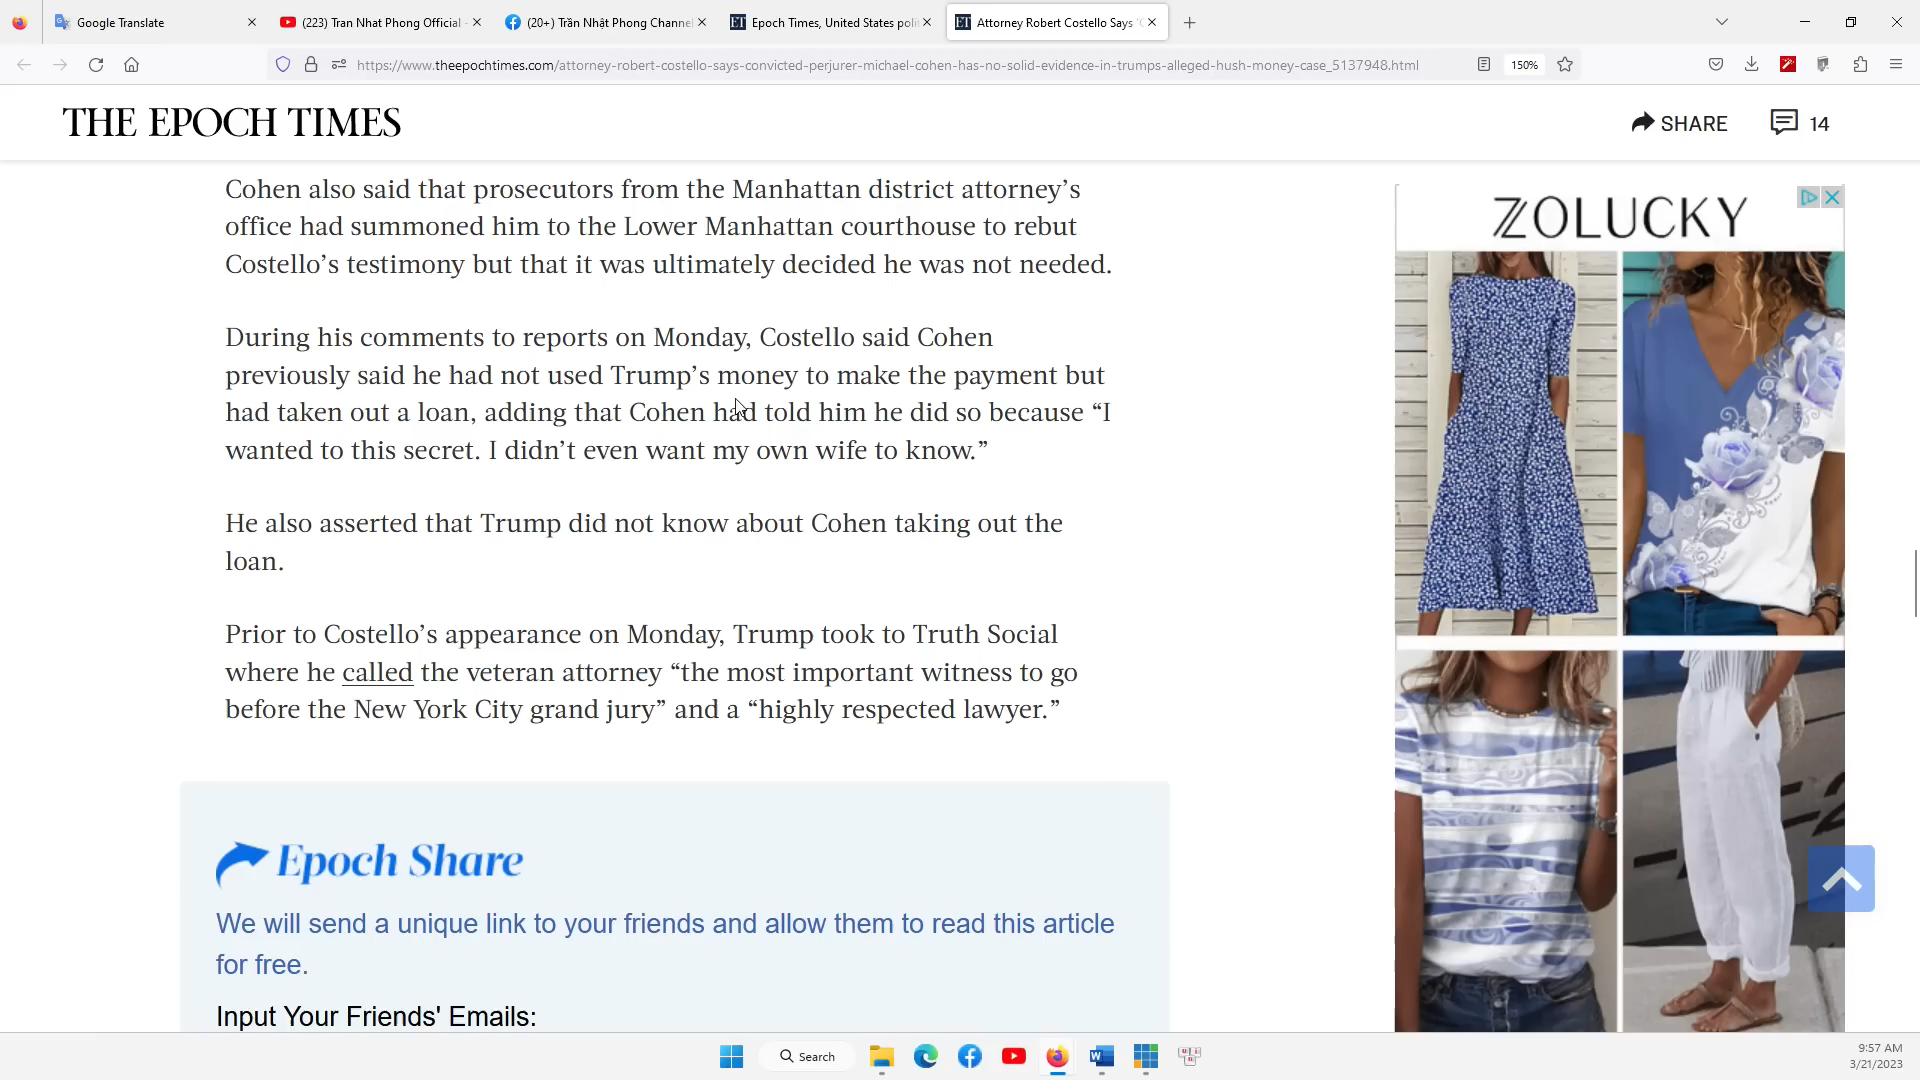 Google Translate
(223) Tran Nhat Phong Official -
(20+) Trần Nhật Phong Channel
Epoch Times, United States poli
Attorney Robert Costello Says 'C
https://www.theepochtimes.com/attorney-robert-costello-says-convicted-perjurer-michael-cohen-has-no-solid-evidence-in-trumps-alleged-hush-money-case_5137948.html
150%
THE EPOCH TIMES
SHARE
14
Cohen also said that prosecutors from the Manhattan district attorney’s
office had summoned him to the Lower Manhattan courthouse to rebut
Costello’s testimony but that it was ultimately decided he was not needed.
During his comments to reports on Monday, Costello said Cohen
previously said he had not used Trump’s money to make the payment but
had taken out a loan, adding that Cohen had told him he did so because “I
wanted to this secret. I didn’t even want my own wife to know.”
He also asserted that Trump did not know about Cohen taking out the
loan.
Prior to Costello’s appearance on Monday, Trump took to Truth Social
where he called the veteran attorney “the most important witness to go
before the New York City grand jury” and a “highly respected lawyer.”
Epoch Share
We will send a unique link to your friends and allow them to read this article
for free.
Input Your Friends' Emails:
ZOLUCKY
Search
9:57 AM
3/21/2023